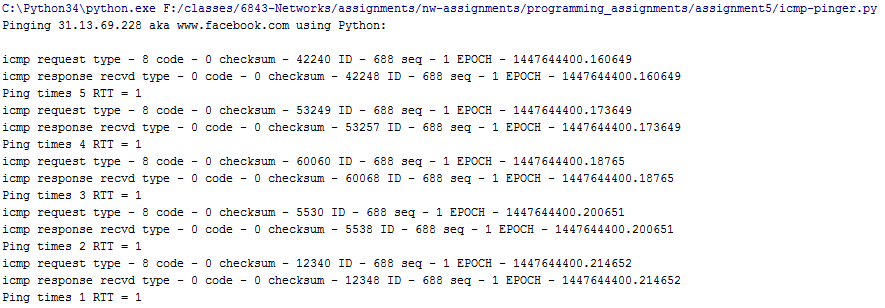 C:\Python34\python.exe F:/classes/6843-Networks/assignments/nw-assignments/programming_assignments/assignment5/icmp-pinger.py
Pinging 31.13.69.228 aka www.facebook.com using Python:
icmp request type - 8 code - 0 checksum - 42240 ID - 688 seq - 1 EPOCH - 1447644400.160649
icmp response recvd type - 0 code - 0 checksum - 42248 ID - 688 seq - 1 EPOCH - 1447644400.160649
Ping times 5 RTT = 1
icmp request type - 8 code - 0 checksum - 53249 ID - 688 seq - 1 EPOCH - 1447644400.173649
icmp response recvd type - 0 code - 0 checksum - 53257 ID - 688 seq - 1 EPOCH - 1447644400.173649
Ping times 4 RTT = 1
icmp request type - 8 code - 0 checksum - 60060 ID - 688 seq - 1 EPOCH - 1447644400.18765
icmp response recvd type - 0 code - 0 checksum - 60068 ID - 688 seq - 1 EPOCH - 1447644400.18765
Ping times 3 RTT = 1
icmp request type - 8 code - 0 checksum - 5530 ID - 688 seq - 1 EPOCH - 1447644400.200651
icmp response recvd type - 0 code - 0 checksum - 5538 ID - 688 seq - 1 EPOCH - 1447644400.200651
Ping times 2 RTT = 1
icmp request type - 8 code - 0 checksum - 12340 ID - 688 seq - 1 EPOCH - 1447644400.214652
icmp response recvd type - 0 code - 0 checksum - 12348 ID - 688 seq - 1 EPOCH - 1447644400.214652
Ping times 1 RTT = 1